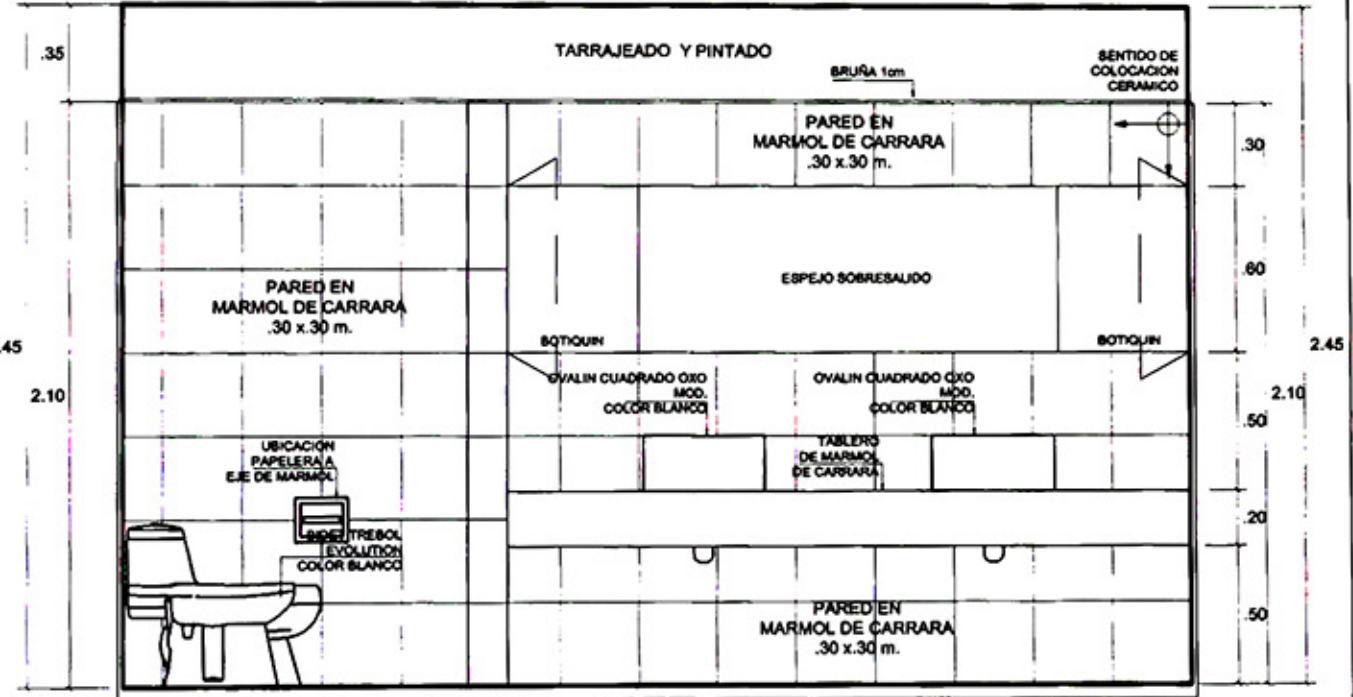 .35
TARRAJEADO Y PINTADO
BRUÑA 1cm
SENTIDO DE
COLOCACION
CERAMICO
PARED EN
MARMOL DE CARRARA
.30 x.30 m.
.30
ESPEJO SOBRESALIDO
.60
PARED EN
MARMOL DE CARRARA
.30 x.30 m.
BOTIQUIN
BOTIQUIN
.45
2.45
2.10
2.10
OVALIN CUADRADO OXO
MOD.
COLOR BLANCO
OVALIN CUADRADO OXO
MOD.
COLOR BLANCO
.50
UBICACIÓN
PAPELERA A
EJE DE MARMOL
TABLERO
DE MARMOL
DE CARRARA
.20
BIDET TREBOL
EVOLUTION
COLOR BLANCO
PARED EN
MARMOL DE CARRARA
.30 x.30 m.
.50